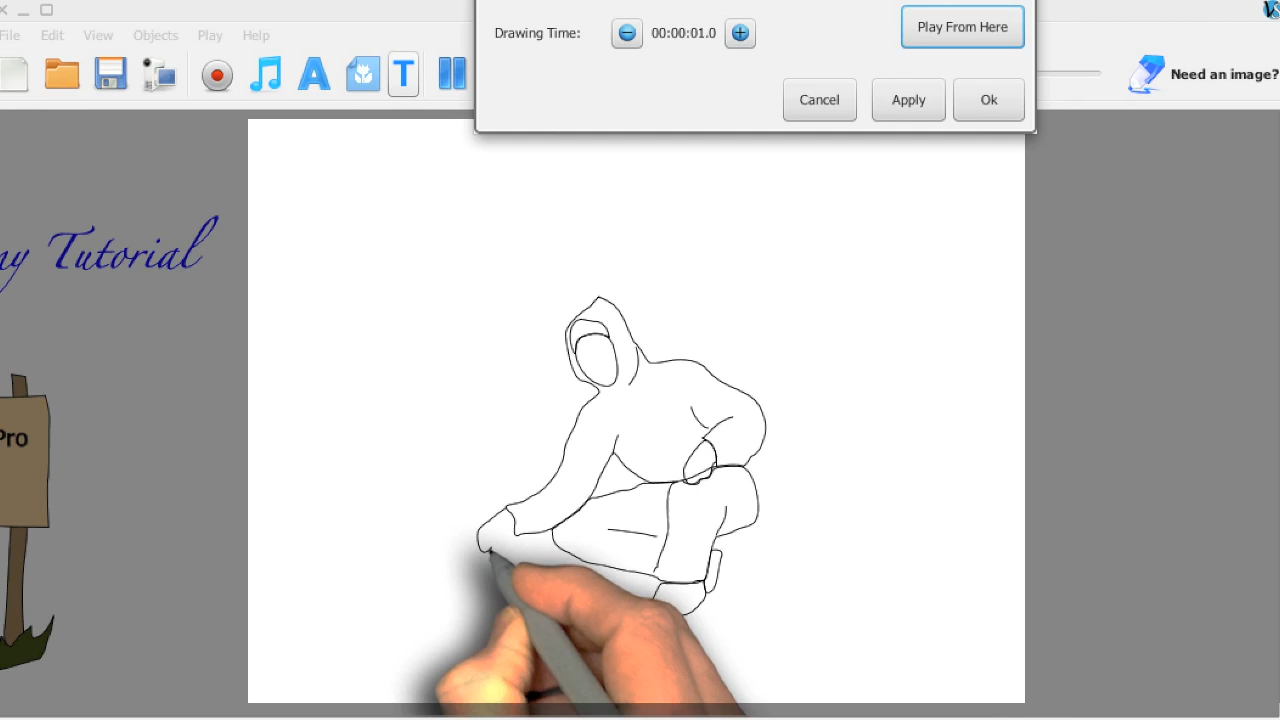 Drawing Time:
00:00:01.0
Play From Here
File Edit View Objects Play Help
A
T
Need an image?
Cancel
Apply
Ok
Tutorial
Pro